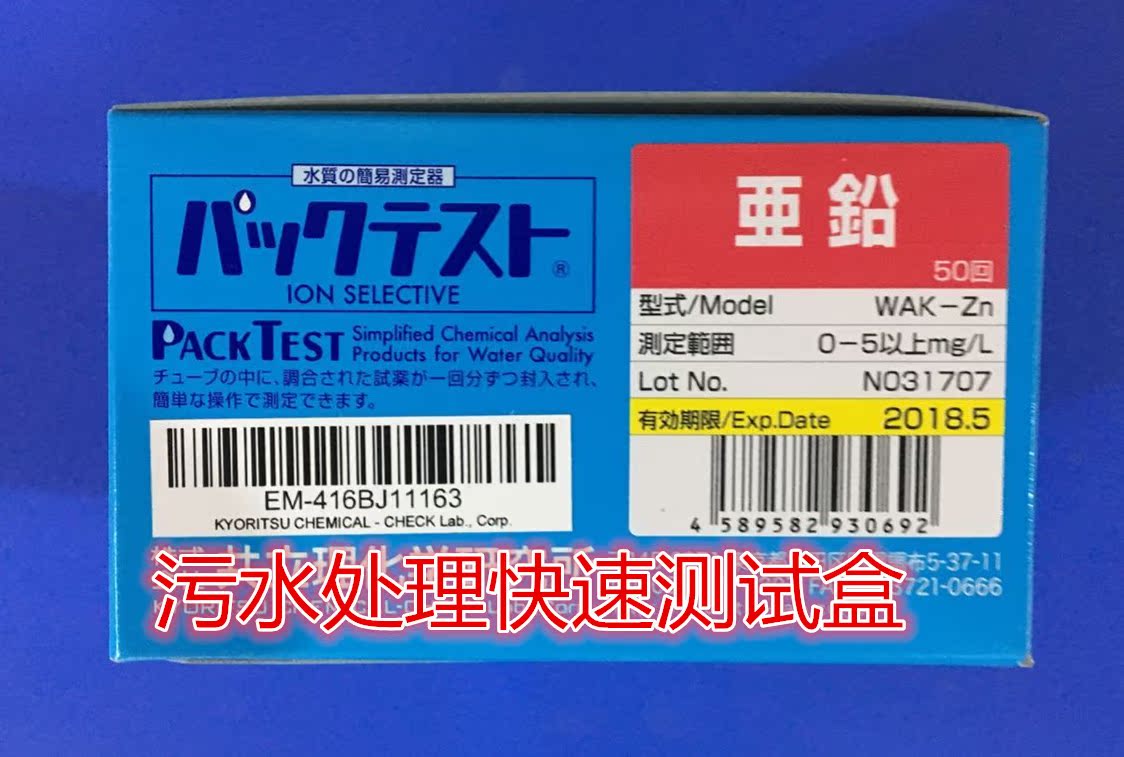 水質の簡易測定器
パックテスト®
ION SELECTIVE
PACKTEST Simplified Chemical Analysis
Products for Water Quality
チューブの中に、調合された試薬が一回分ずつ封入され、
簡単な操作で測定できます。
EM-416BJ11163
KYORITSU CHEMICAL - CHECK Lab., Corp.
亜鉛
50回
型式/Model WAK-Zn
測定範囲 0-5以上mg/L
Lot No. N031707
有効期限/Exp.Date 2018.5
4 589582 930692
5-37-11
3721-0666
污水处理快速测试盒